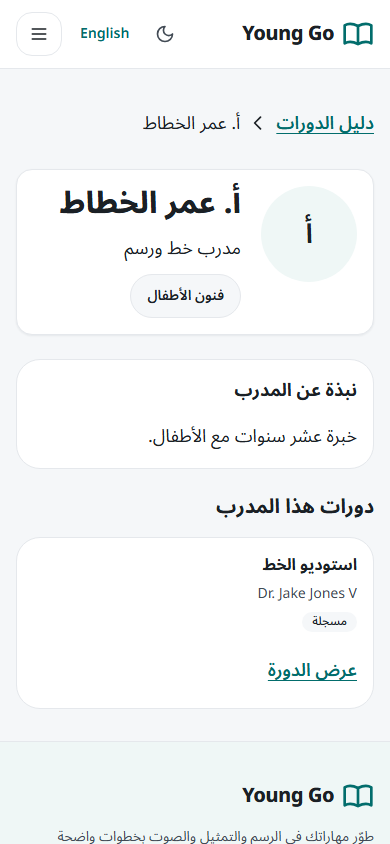 Young Go
English
دليل الدورات
أ. عمر الخطاط
أ
أ. عمر الخطاط
مدرب خط ورسم
فنون الأطفال
نبذة عن المدرب
خبرة عشر سنوات مع الأطفال.
دورات هذا المدرب
استوديو الخط
Dr. Jake Jones V
مسجلة
عرض الدورة
Young Go
طوّر مهاراتك في الرسم والتمثيل والصوت بخطوات واضحة